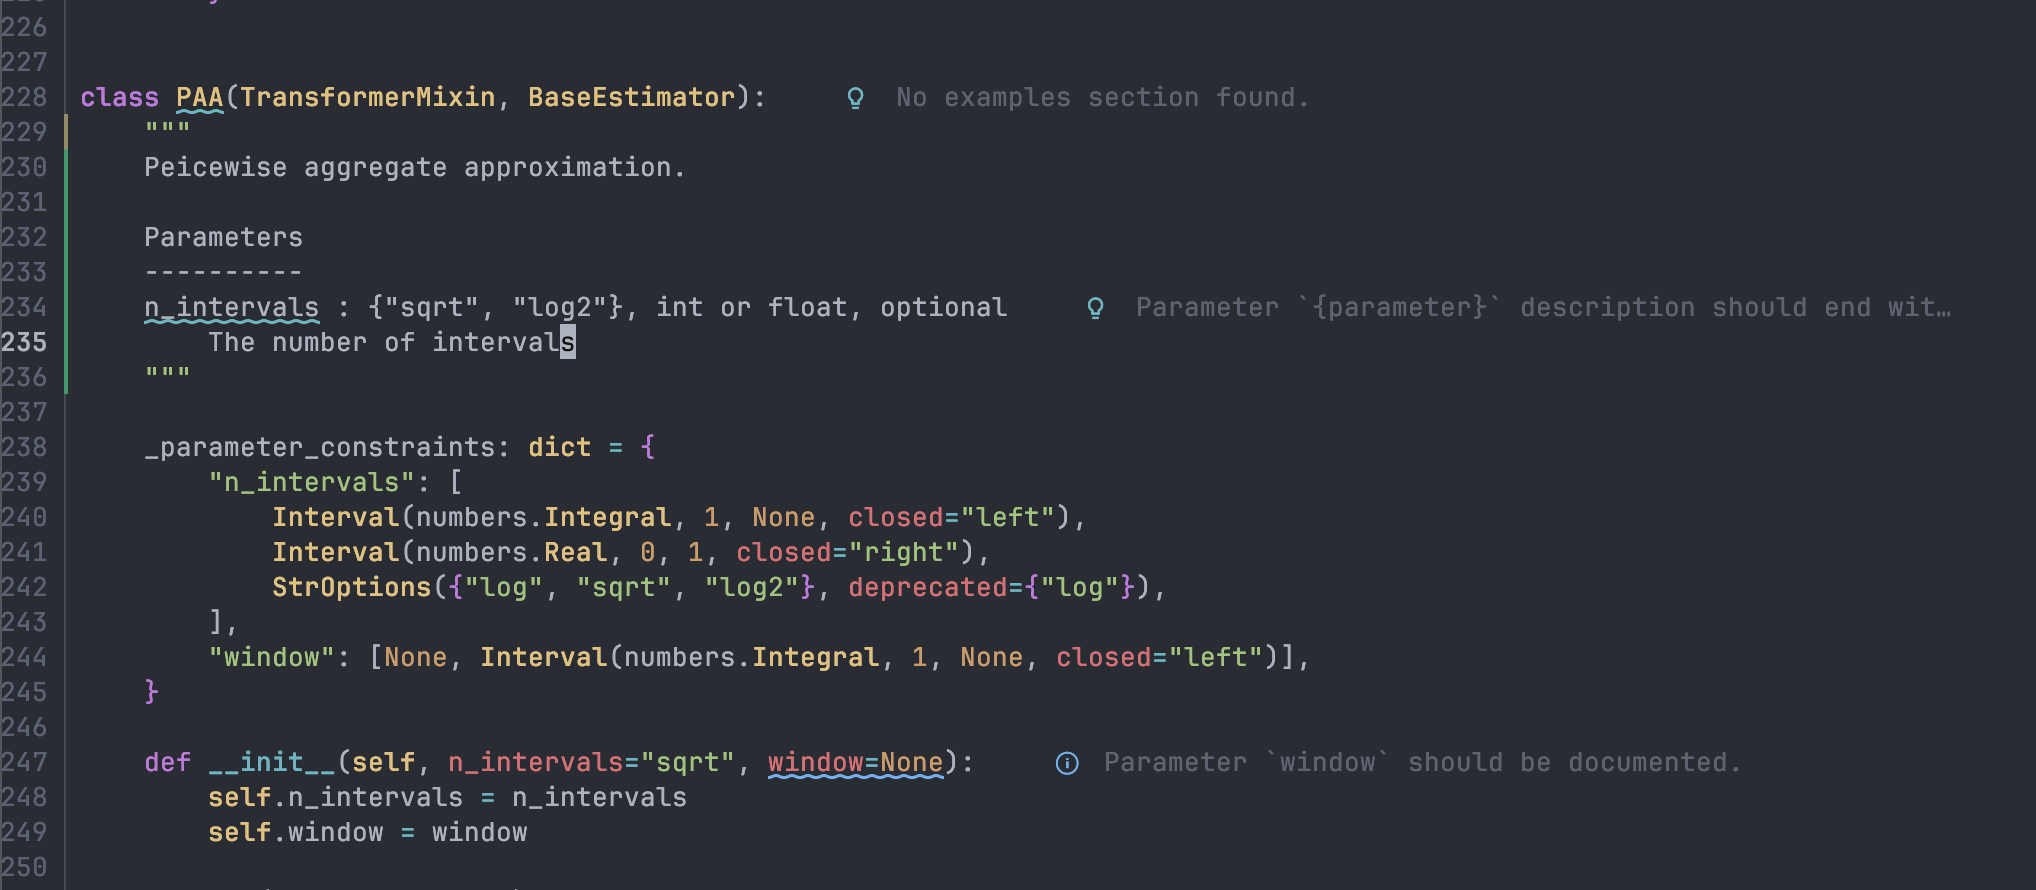 226
227
228 class PAA(TransformerMixin, BaseEstimator): No examples section found.
229 """
230 Peicewise aggregate approximation.
231
232 Parameters
233 ----------
234 n_intervals : {"sqrt", "log2"}, int or float, optional Parameter `{parameter}` description should end wit…
235 The number of intervals
236 """
237
238 _parameter_constraints: dict = {
239 "n_intervals": [
240 Interval(numbers.Integral, 1, None, closed="left"),
241 Interval(numbers.Real, 0, 1, closed="right"),
242 StrOptions({"log", "sqrt", "log2"}, deprecated={"log"}),
243 ],
244 "window": [None, Interval(numbers.Integral, 1, None, closed="left")],
245 }
246
247 def __init__(self, n_intervals="sqrt", window=None): Parameter `window` should be documented.
248 self.n_intervals = n_intervals
249 self.window = window
250